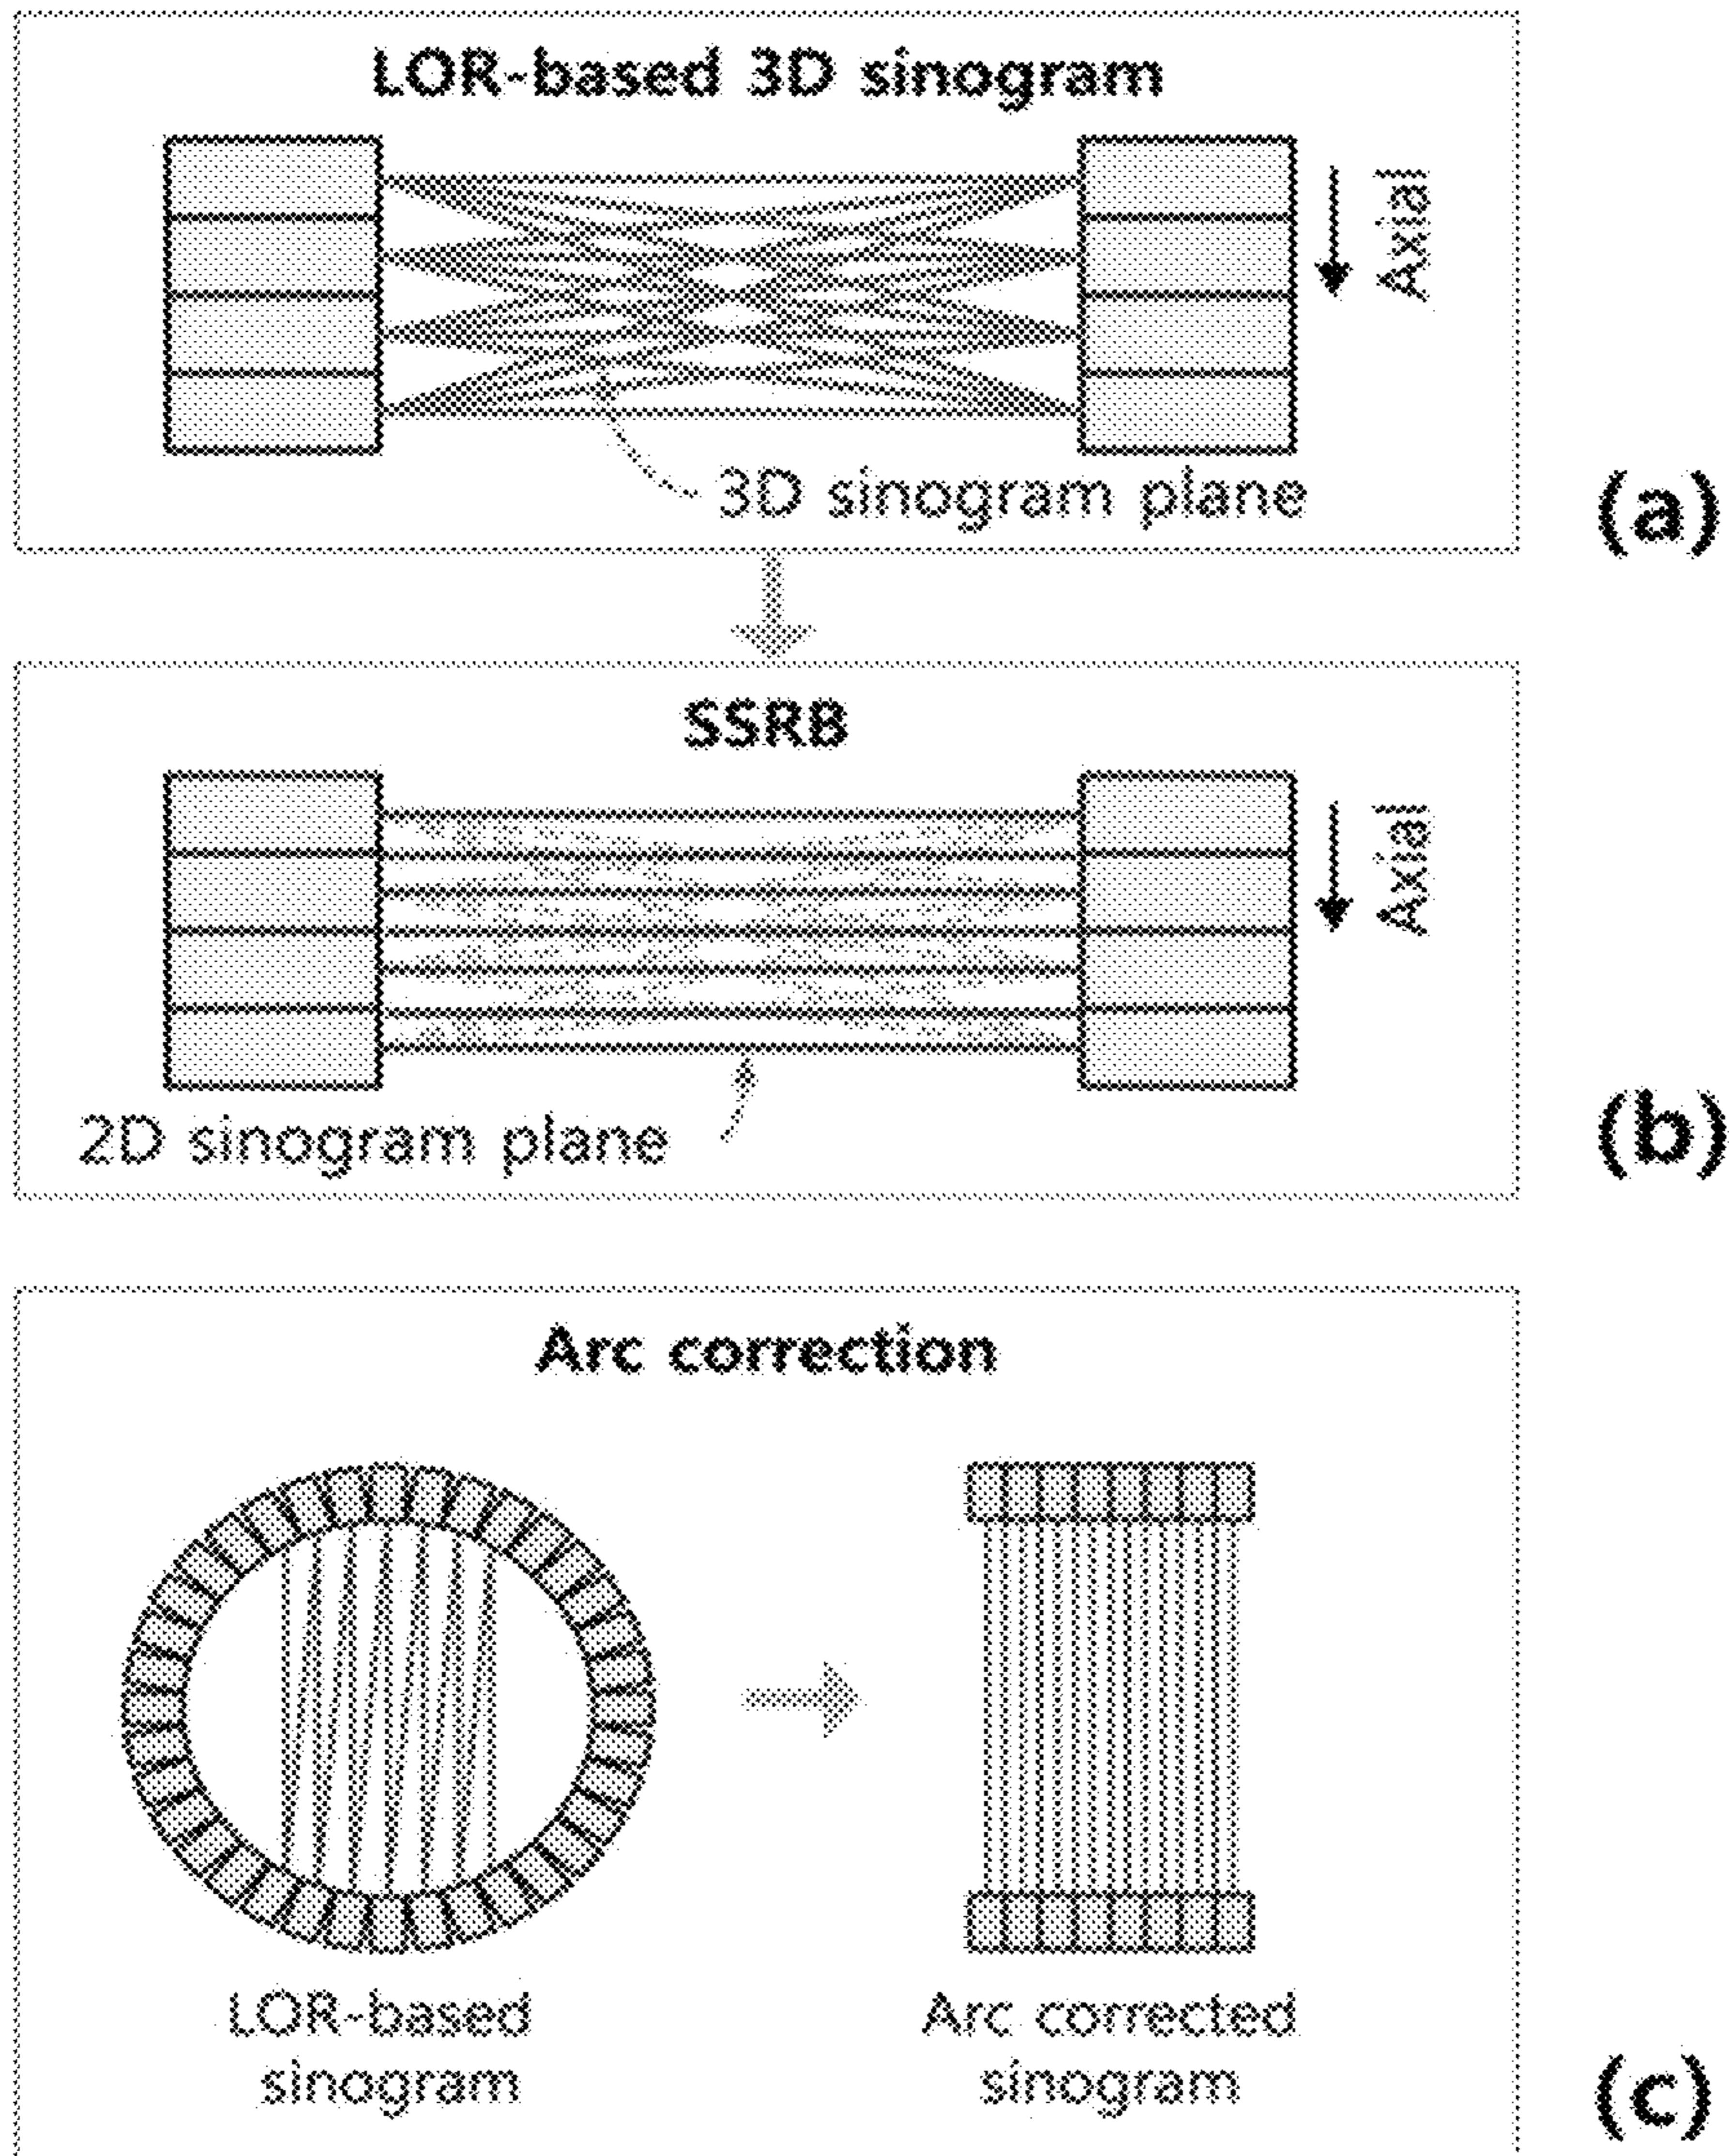 LOR-based 3D sinogram
Axial
3D sinogram plane
(a)
SSRB
Axial
2D sinogram plane
(b)
Arc correction
LOR-based
sinogram
Arc corrected
sinogram
(c)